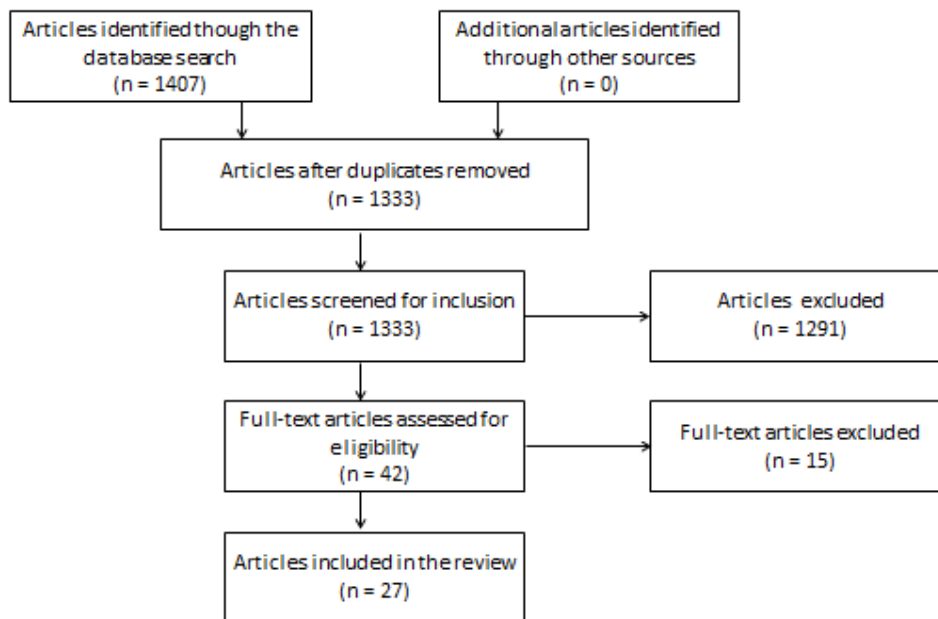 Articles identified though the
database search
(n = 1407)
Additional articles identified
through other sources
(n = 0)
Articles after duplicates removed
(n = 1333)
Articles screened for inclusion
(n = 1333)
Articles excluded
(n = 1291)
Full-text articles assessed for
eligibility
(n = 42)
Full-text articles excluded
(n = 15)
Articles included in the review
(n = 27)